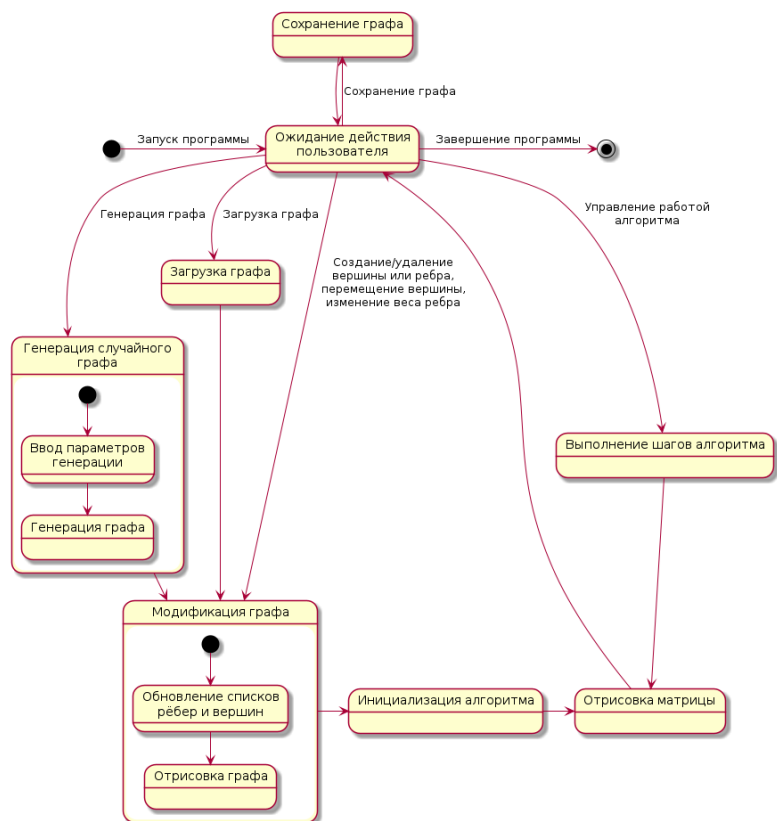 Сохранение графа
Сохранение графа
Запуск программы
Ожидание действия
пользователя
Завершение программы
Генерация графа
Загрузка графа
Управление работой
алгоритма
Создание/удаление
вершины или ребра,
перемещение вершины,
изменение веса ребра
Загрузка графа
Генерация случайного
графа
Ввод параметров
генерации
Генерация графа
Выполнение шагов алгоритма
Модификация графа
Обновление списков
рёбер и вершин
Отрисовка графа
Инициализация алгоритма
Отрисовка матрицы